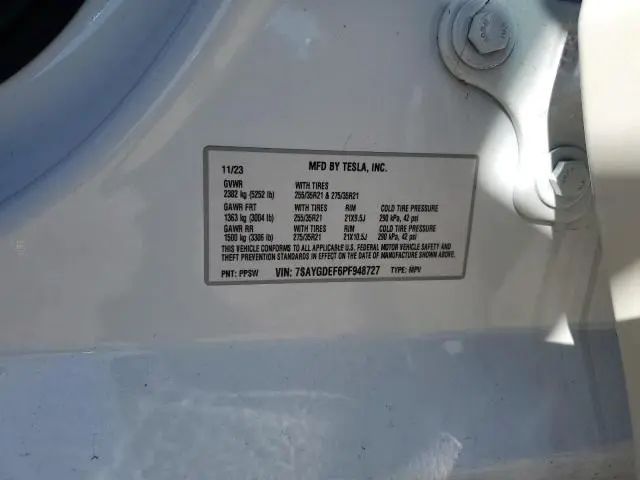 11/23 MFD BY TESLA, INC.
GVWR WITH TIRES
2382 kg (5252 lb) 255/35R21 & 275/35R21
GAWR FRT WITH TIRES RIM COLD TIRE PRESSURE
1363 kg (3004 lb) 255/35R21 21X9.5J 290 kPa, 42 psi
GAWR RR WITH TIRES RIM COLD TIRE PRESSURE
1500 kg (3306 lb) 275/35R21 21X10.5J 290 kPa, 42 psi
THIS VEHICLE CONFORMS TO ALL APPLICABLE U.S. FEDERAL MOTOR VEHICLE SAFETY AND
THEFT PREVENTION STANDARDS IN EFFECT ON THE DATE OF MANUFACTURE SHOWN ABOVE.
PNT: PPSW VIN: 7SAYGDEF6PF948727 TYPE: MPV